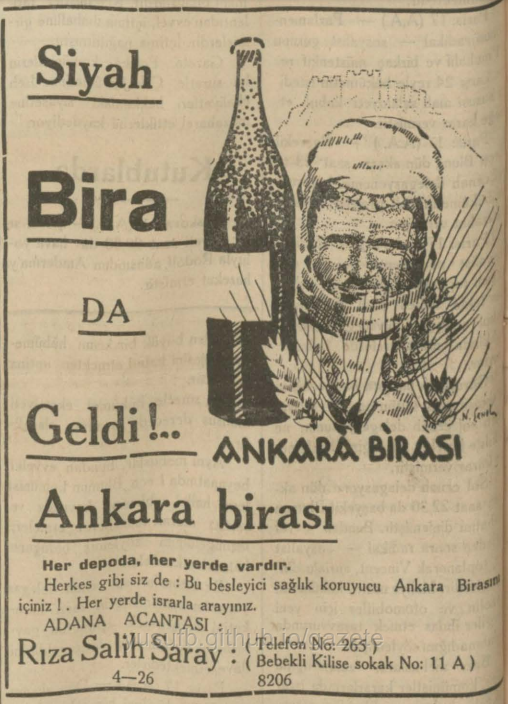 Siyah
Bira
DA
Geldi!..
ANKARA BİRASI
Ankara birası
Her depoda, her yerde vardır.
Herkes gibi siz de : Bu besleyici sağlık koruyucu Ankara Birasını
içiniz !. Her yerde israrla arayınız.
ADANA ACANTASI :
Rıza Salih Saray : ( Telefon No: 265 )
( Bebekli Kilise sokak No: 11 A )
4—26
8206
yusufb.github.io/gazete